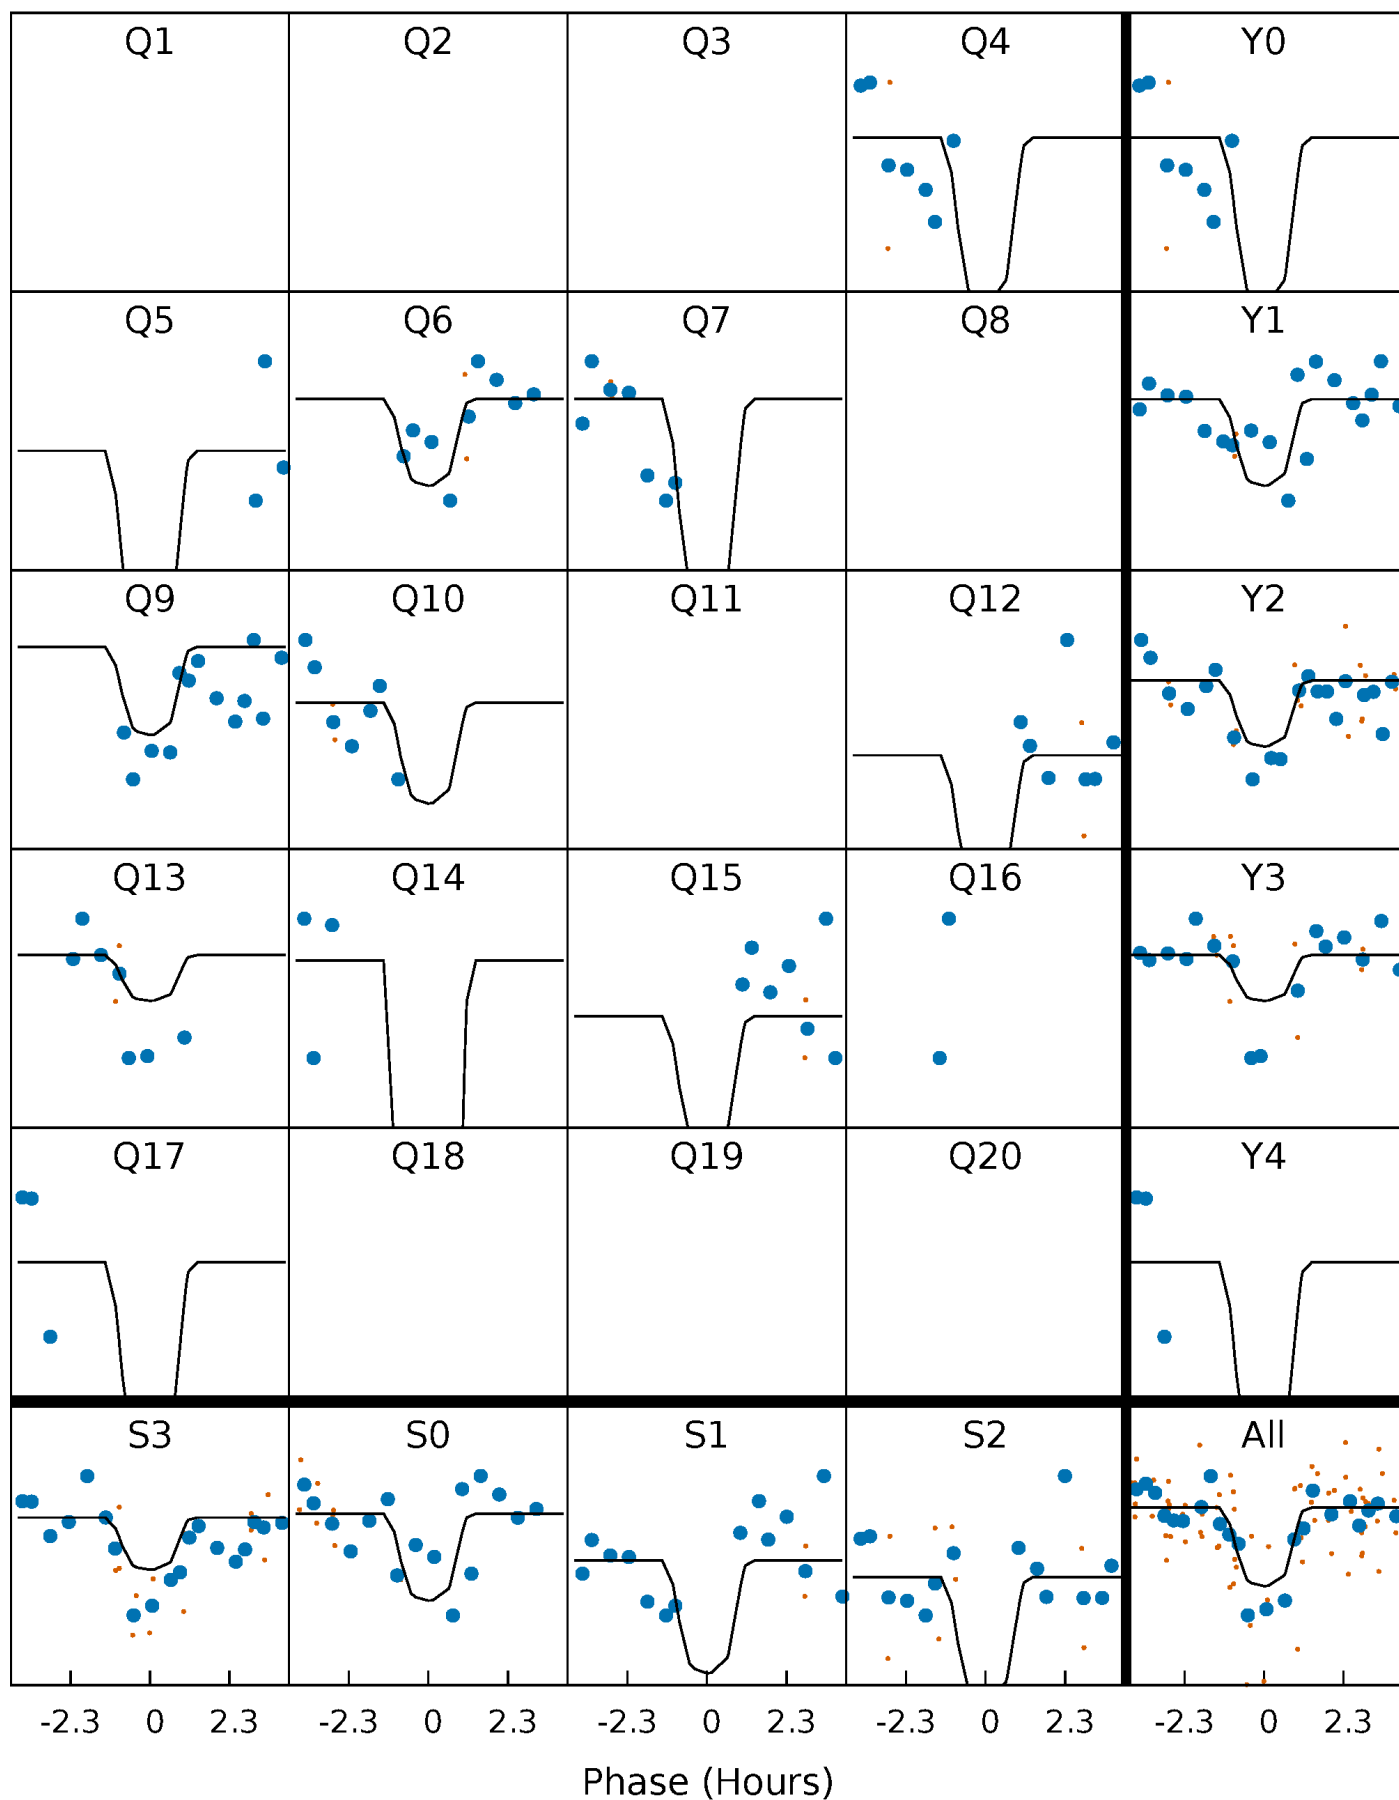 Q1 Q2 Q3 Q4 Y0
Q5 Q6 Q7 Q8 Y1
Q9 Q10 Q11 Q12 Y2
Q13 Q14 Q15 Q16 Y3
Q17 Q18 Q19 Q20 Y4
S3 S0 S1 S2 All
-2.3 0 2.3 -2.3 0 2.3 -2.3 0 2.3 -2.3 0 2.3 -2.3 0 2.3
Phase (Hours)